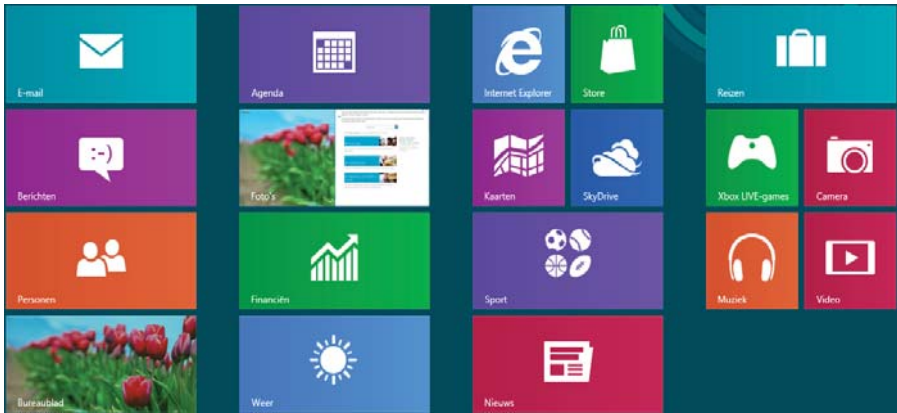 E-mail
Agenda
Internet Explorer
Store
Reizen
Berichten
Foto's
Kaarten
SkyDrive
Xbox LIVE-games
Camera
Personen
Financiën
Sport
Muziek
Video
Bureaublad
Weer
Nieuws